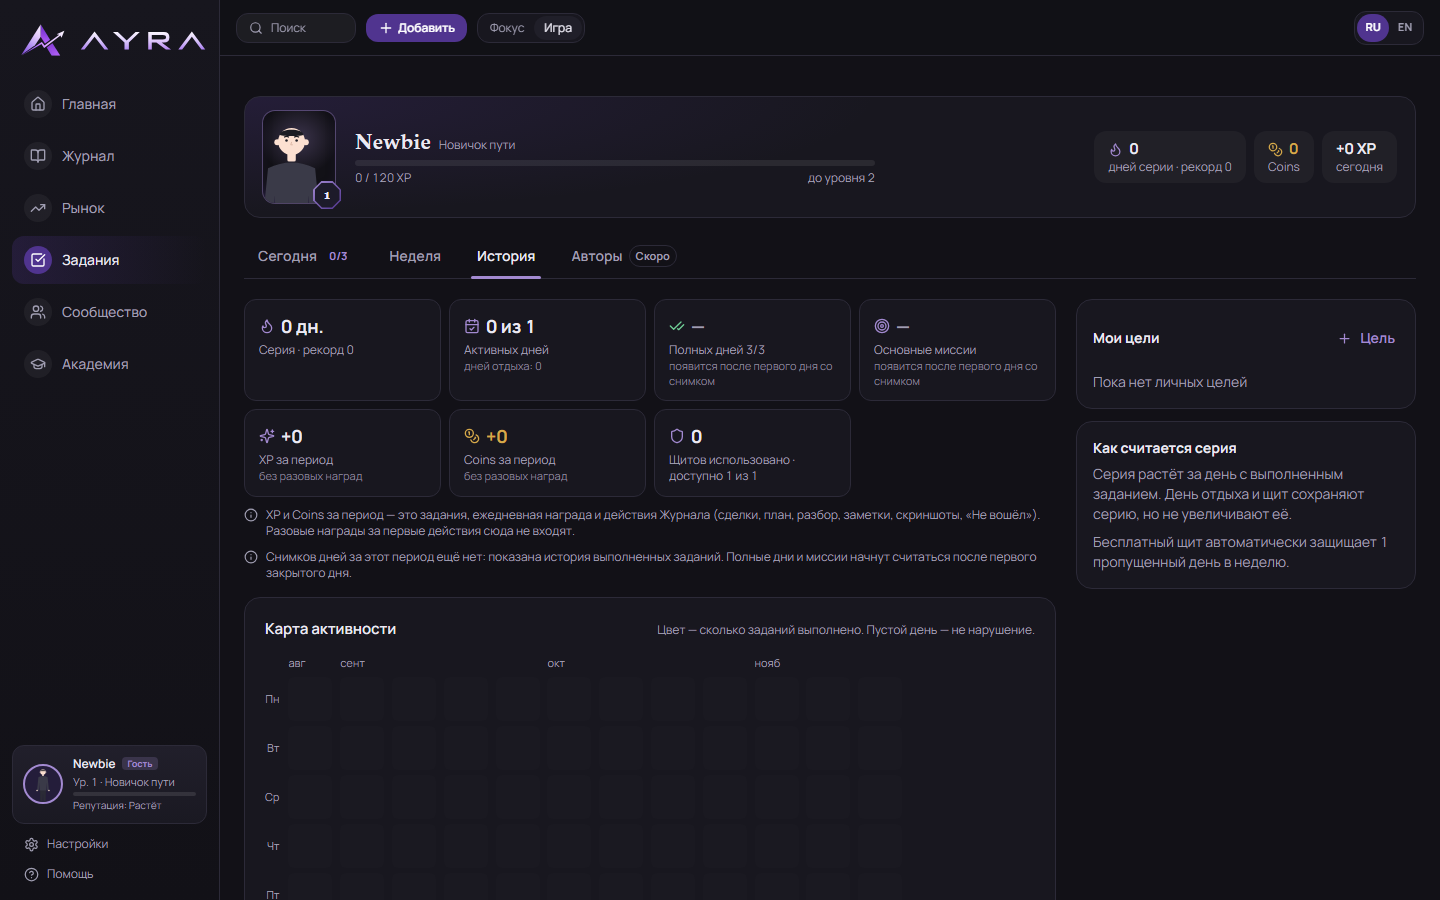 AYRA
Поиск
Добавить
Фокус
Игра
RU
EN
Главная
Журнал
Рынок
Задания
Сообщество
Академия
Newbie Новичок пути
0 / 120 XP
до уровня 2
1
0
дней серии · рекорд 0
0
Coins
+0 XP
сегодня
Сегодня 0/3
Неделя
История
Авторы Скоро
0 дн.
Серия · рекорд 0
0 из 1
Активных дней
дней отдыха: 0
—
Полных дней 3/3
появится после первого дня со
снимком
—
Основные миссии
появится после первого дня со
снимком
+0
XP за период
без разовых наград
+0
Coins за период
без разовых наград
0
Щитов использовано ·
доступно 1 из 1
XP и Coins за период — это задания, ежедневная награда и действия Журнала (сделки, план, разбор, заметки, скриншоты, «Не вошёл»).
Разовые награды за первые действия сюда не входят.
Снимков дней за этот период ещё нет: показана история выполненных заданий. Полные дни и миссии начнут считаться после первого
закрытого дня.
Карта активности
Цвет — сколько заданий выполнено. Пустой день — не нарушение.
авг
сент
окт
нояб
Пн
Вт
Ср
Чт
Пт
Мои цели
+ Цель
Пока нет личных целей
Как считается серия
Серия растёт за день с выполненным
заданием. День отдыха и щит сохраняют
серию, но не увеличивают её.
Бесплатный щит автоматически защищает 1
пропущенный день в неделю.
Newbie Гость
Ур. 1 · Новичок пути
Репутация: Растёт
Настройки
Помощь